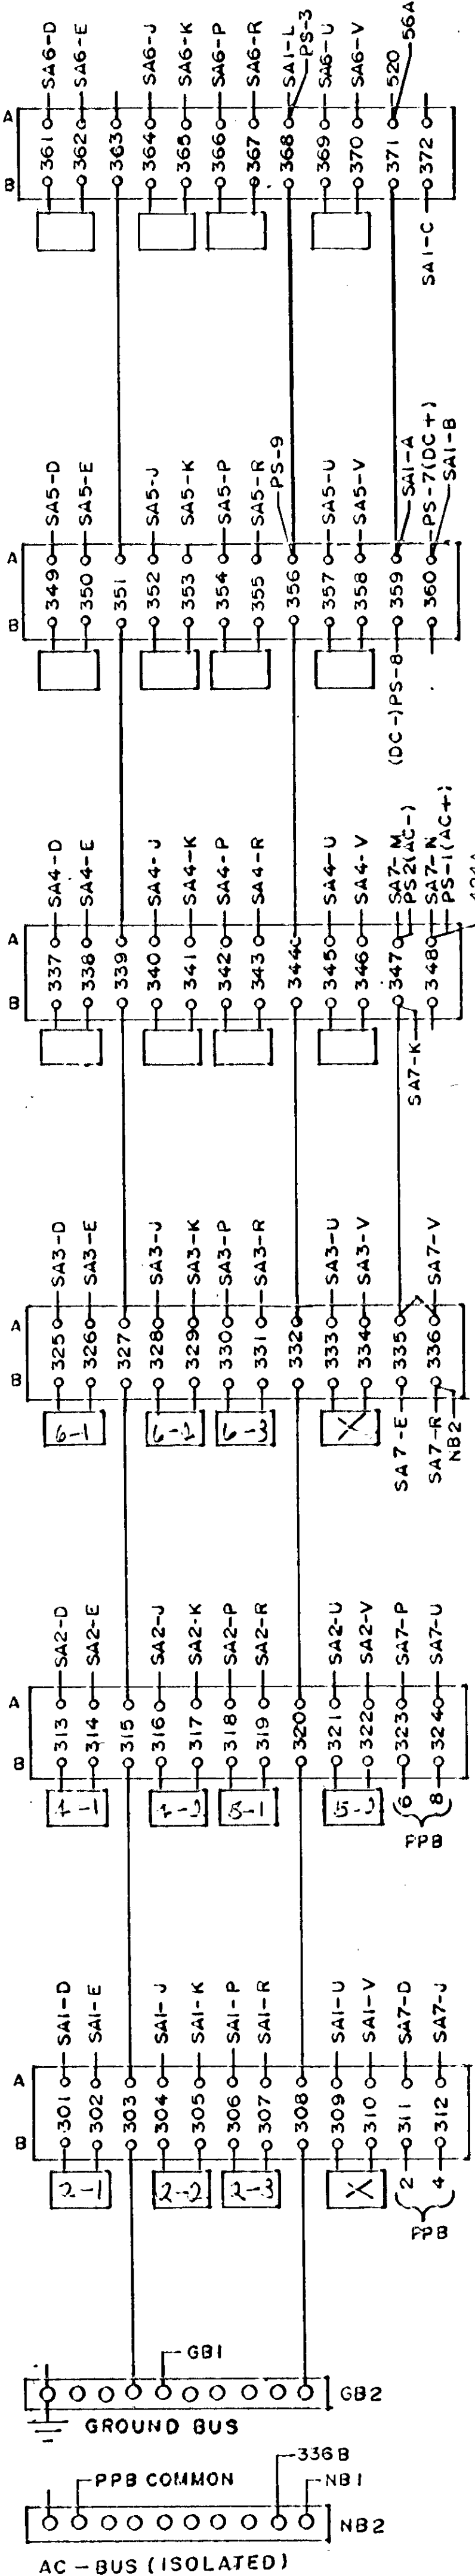 A
B
361 SA6-D
362 SA6-E
363
364 SA6-J
365 SA6-K
366 SA6-P
367 SA6-R
368 SA1-L
PS-3
369 SA6-U
370 SA6-V
371 520
56A
SA1-C 372
A
B
349 SA5-D
350 SA5-E
351
352 SA5-J
353 SA5-K
354 SA5-P
355 SA5-R
356 PS-9
357 SA5-U
358 SA5-V
(DC-)PS-8 359 SA1-A
360 PS-7(DC+)
SA1-B
A
B
337 SA4-D
338 SA4-E
339
340 SA4-J
341 SA4-K
342 SA4-P
343 SA4-R
344
345 SA4-U
346 SA4-V
SA7-K 347 SA7-M
PS2(AC-)
348 SA7-N
PS-1(AC+)
A
B
6-1 325 SA3-D
326 SA3-E
327
6-2 328 SA3-J
329 SA3-K
6-3 330 SA3-P
331 SA3-R
332
X 333 SA3-U
334 SA3-V
SA7-E 335
SA7-R 336 SA7-V
NB2
A
B
313 SA2-D
314 SA2-E
315
316 SA2-J
317 SA2-K
318 SA2-P
319 SA2-R
320
321 SA2-U
322 SA2-V
6 323 SA7-P
8 324 SA7-U
PPB
A
B
2-1 301 SA1-D
302 SA1-E
303
2-2 304 SA1-J
305 SA1-K
2-3 306 SA1-P
307 SA1-R
308
X 309 SA1-U
310 SA1-V
2 311 SA7-D
4 312 SA7-J
PPB
GB1
GB2
GROUND BUS
PPB COMMON
336B
NB1
NB2
AC-BUS (ISOLATED)